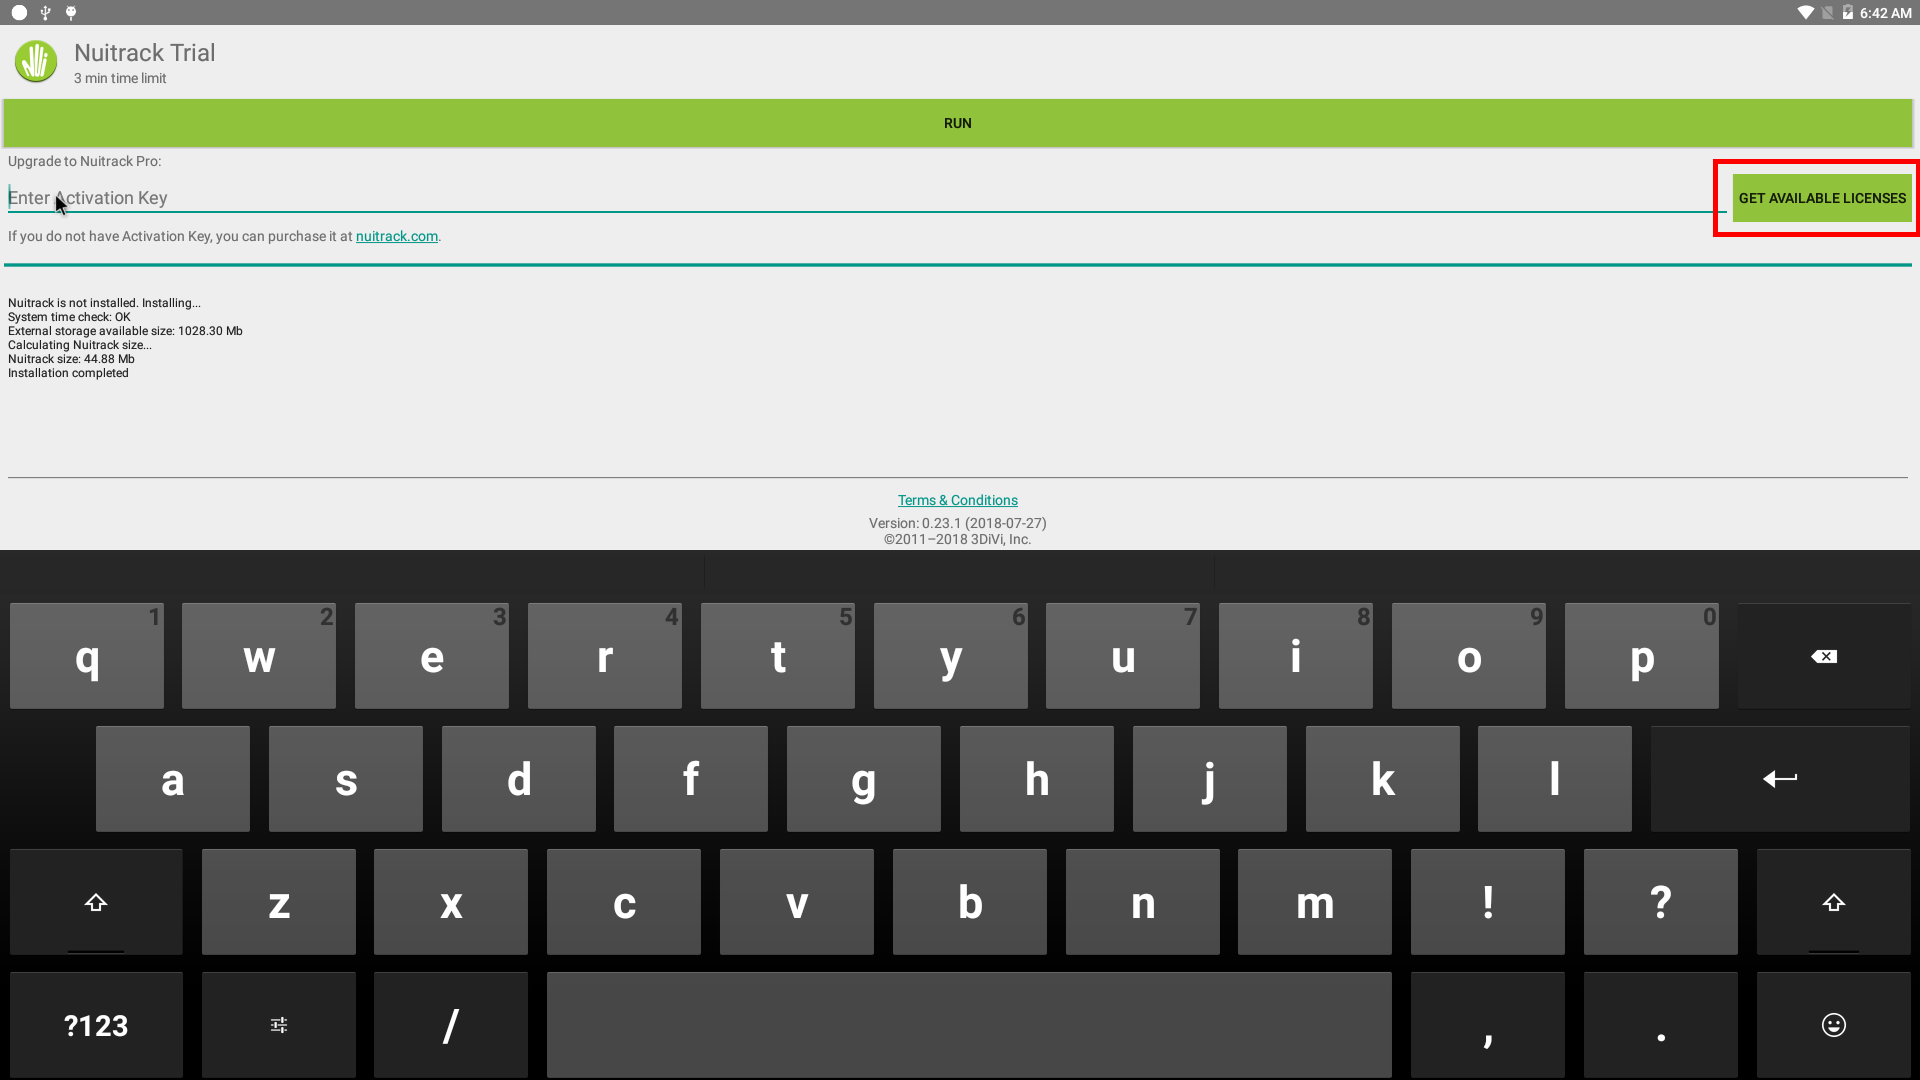 6:42 AM
Nuitrack Trial
3 min time limit
RUN
Upgrade to Nuitrack Pro:
Enter Activation Key
GET AVAILABLE LICENSES
If you do not have Activation Key, you can purchase it at nuitrack.com.
Nuitrack is not installed. Installing...
System time check: OK
External storage available size: 1028.30 Mb
Calculating Nuitrack size...
Nuitrack size: 44.88 Mb
Installation completed
Terms & Conditions
Version: 0.23.1 (2018-07-27)
©2011–2018 3DiVi, Inc.
1 2 3 4 5 6 7 8 9 0
q w e r t y u i o p
a s d f g h j k l
z x c v b n m ! ?
?123 / , .